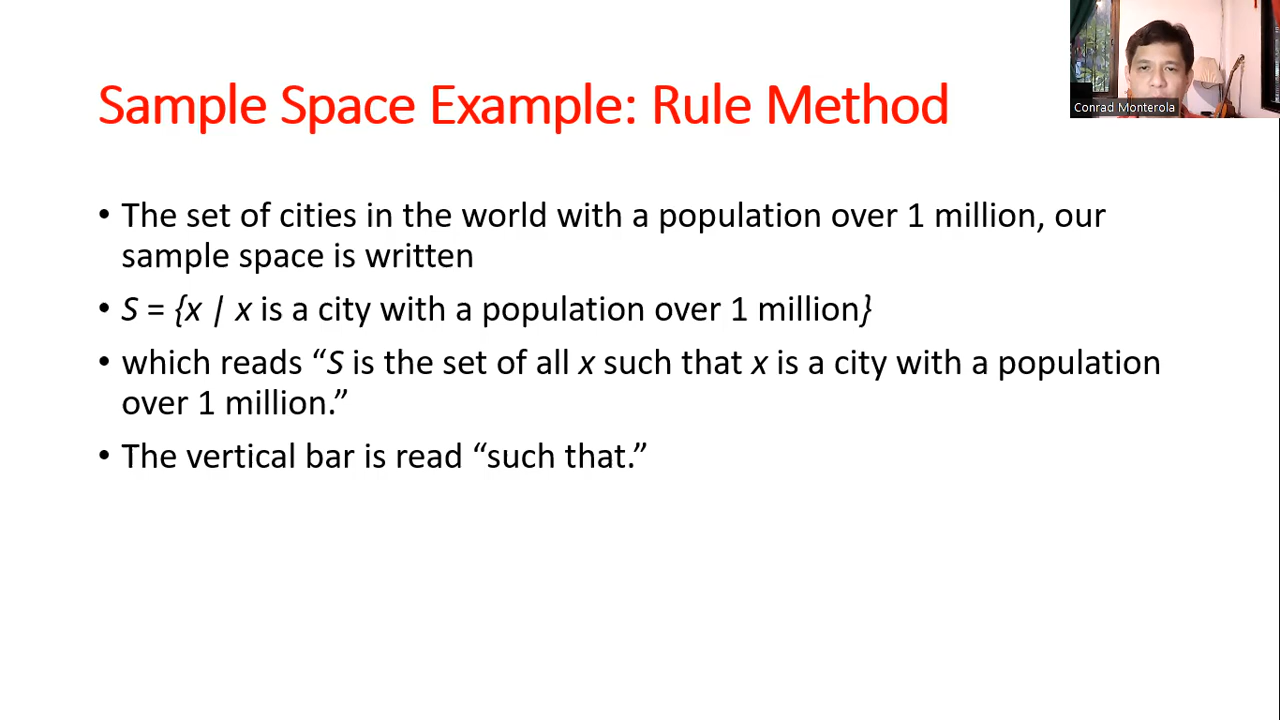 Sample Space Example: Rule Method
Conrad Monterola
• The set of cities in the world with a population over 1 million, our
sample space is written
• S = {x | x is a city with a population over 1 million}
• which reads “S is the set of all x such that x is a city with a population
over 1 million.”
• The vertical bar is read “such that.”